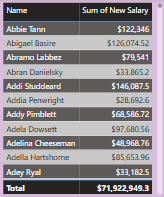 Name Sum of New Salary
Abbie Tann $122,346
Abigael Basire $126,074.52
Abramo Labbez $79,541
Abran Danielsky $33,865.2
Addi Studdeard $146,087.5
Addia Penwright $28,692.6
Addy Pimblett $68,586.72
Adela Dowsett $97,680.56
Adelina Cheeseman $48,968.76
Adella Hartshorne $85,653.96
Adey Ryal $33,182.5
Total $71,922,949.3